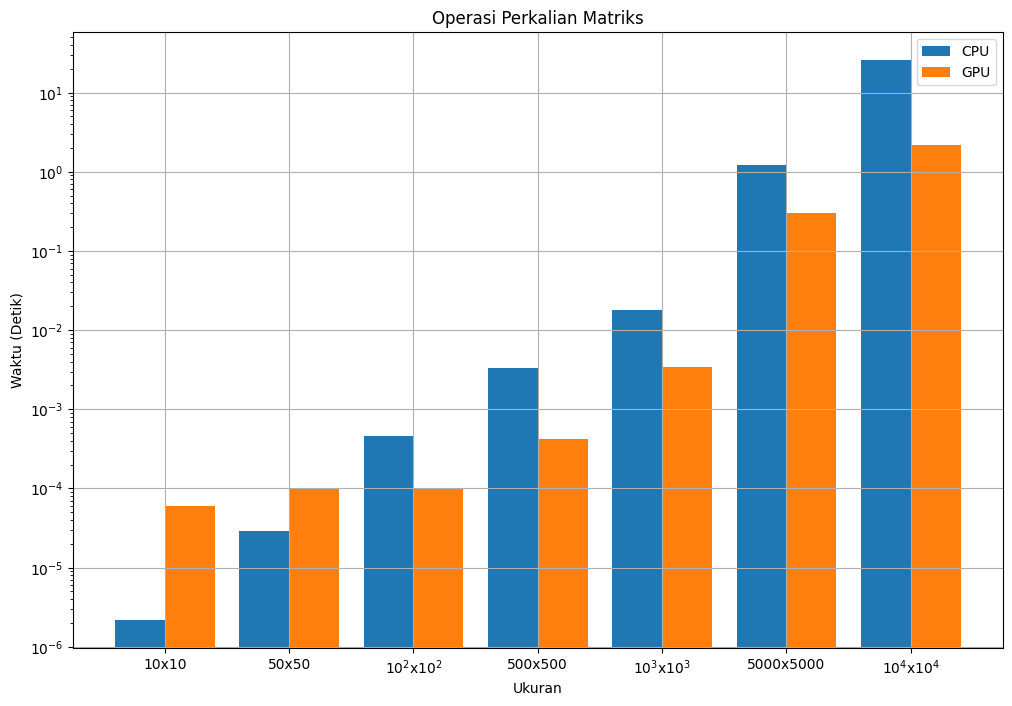 Operasi Perkalian Matriks
CPU
GPU
Waktu (Detik)
10¹
10⁰
10⁻¹
10⁻²
10⁻³
10⁻⁴
10⁻⁵
10⁻⁶
10x10
50x50
10²x10²
500x500
10³x10³
5000x5000
10⁴x10⁴
Ukuran